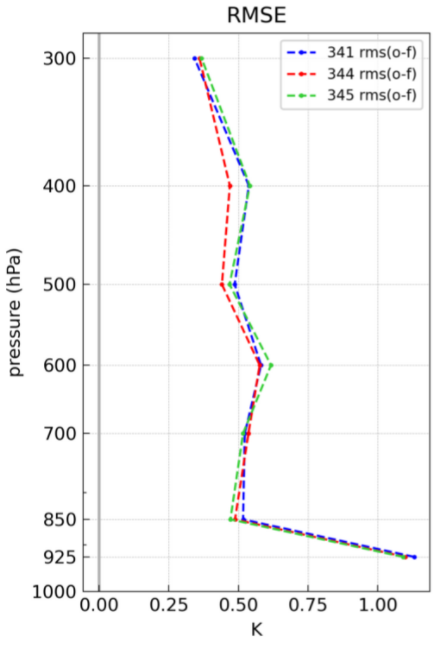 RMSE
341 rms(o-f)
344 rms(o-f)
345 rms(o-f)
300
400
500
600
700
850
925
1000
pressure (hPa)
0.00 0.25 0.50 0.75 1.00
K